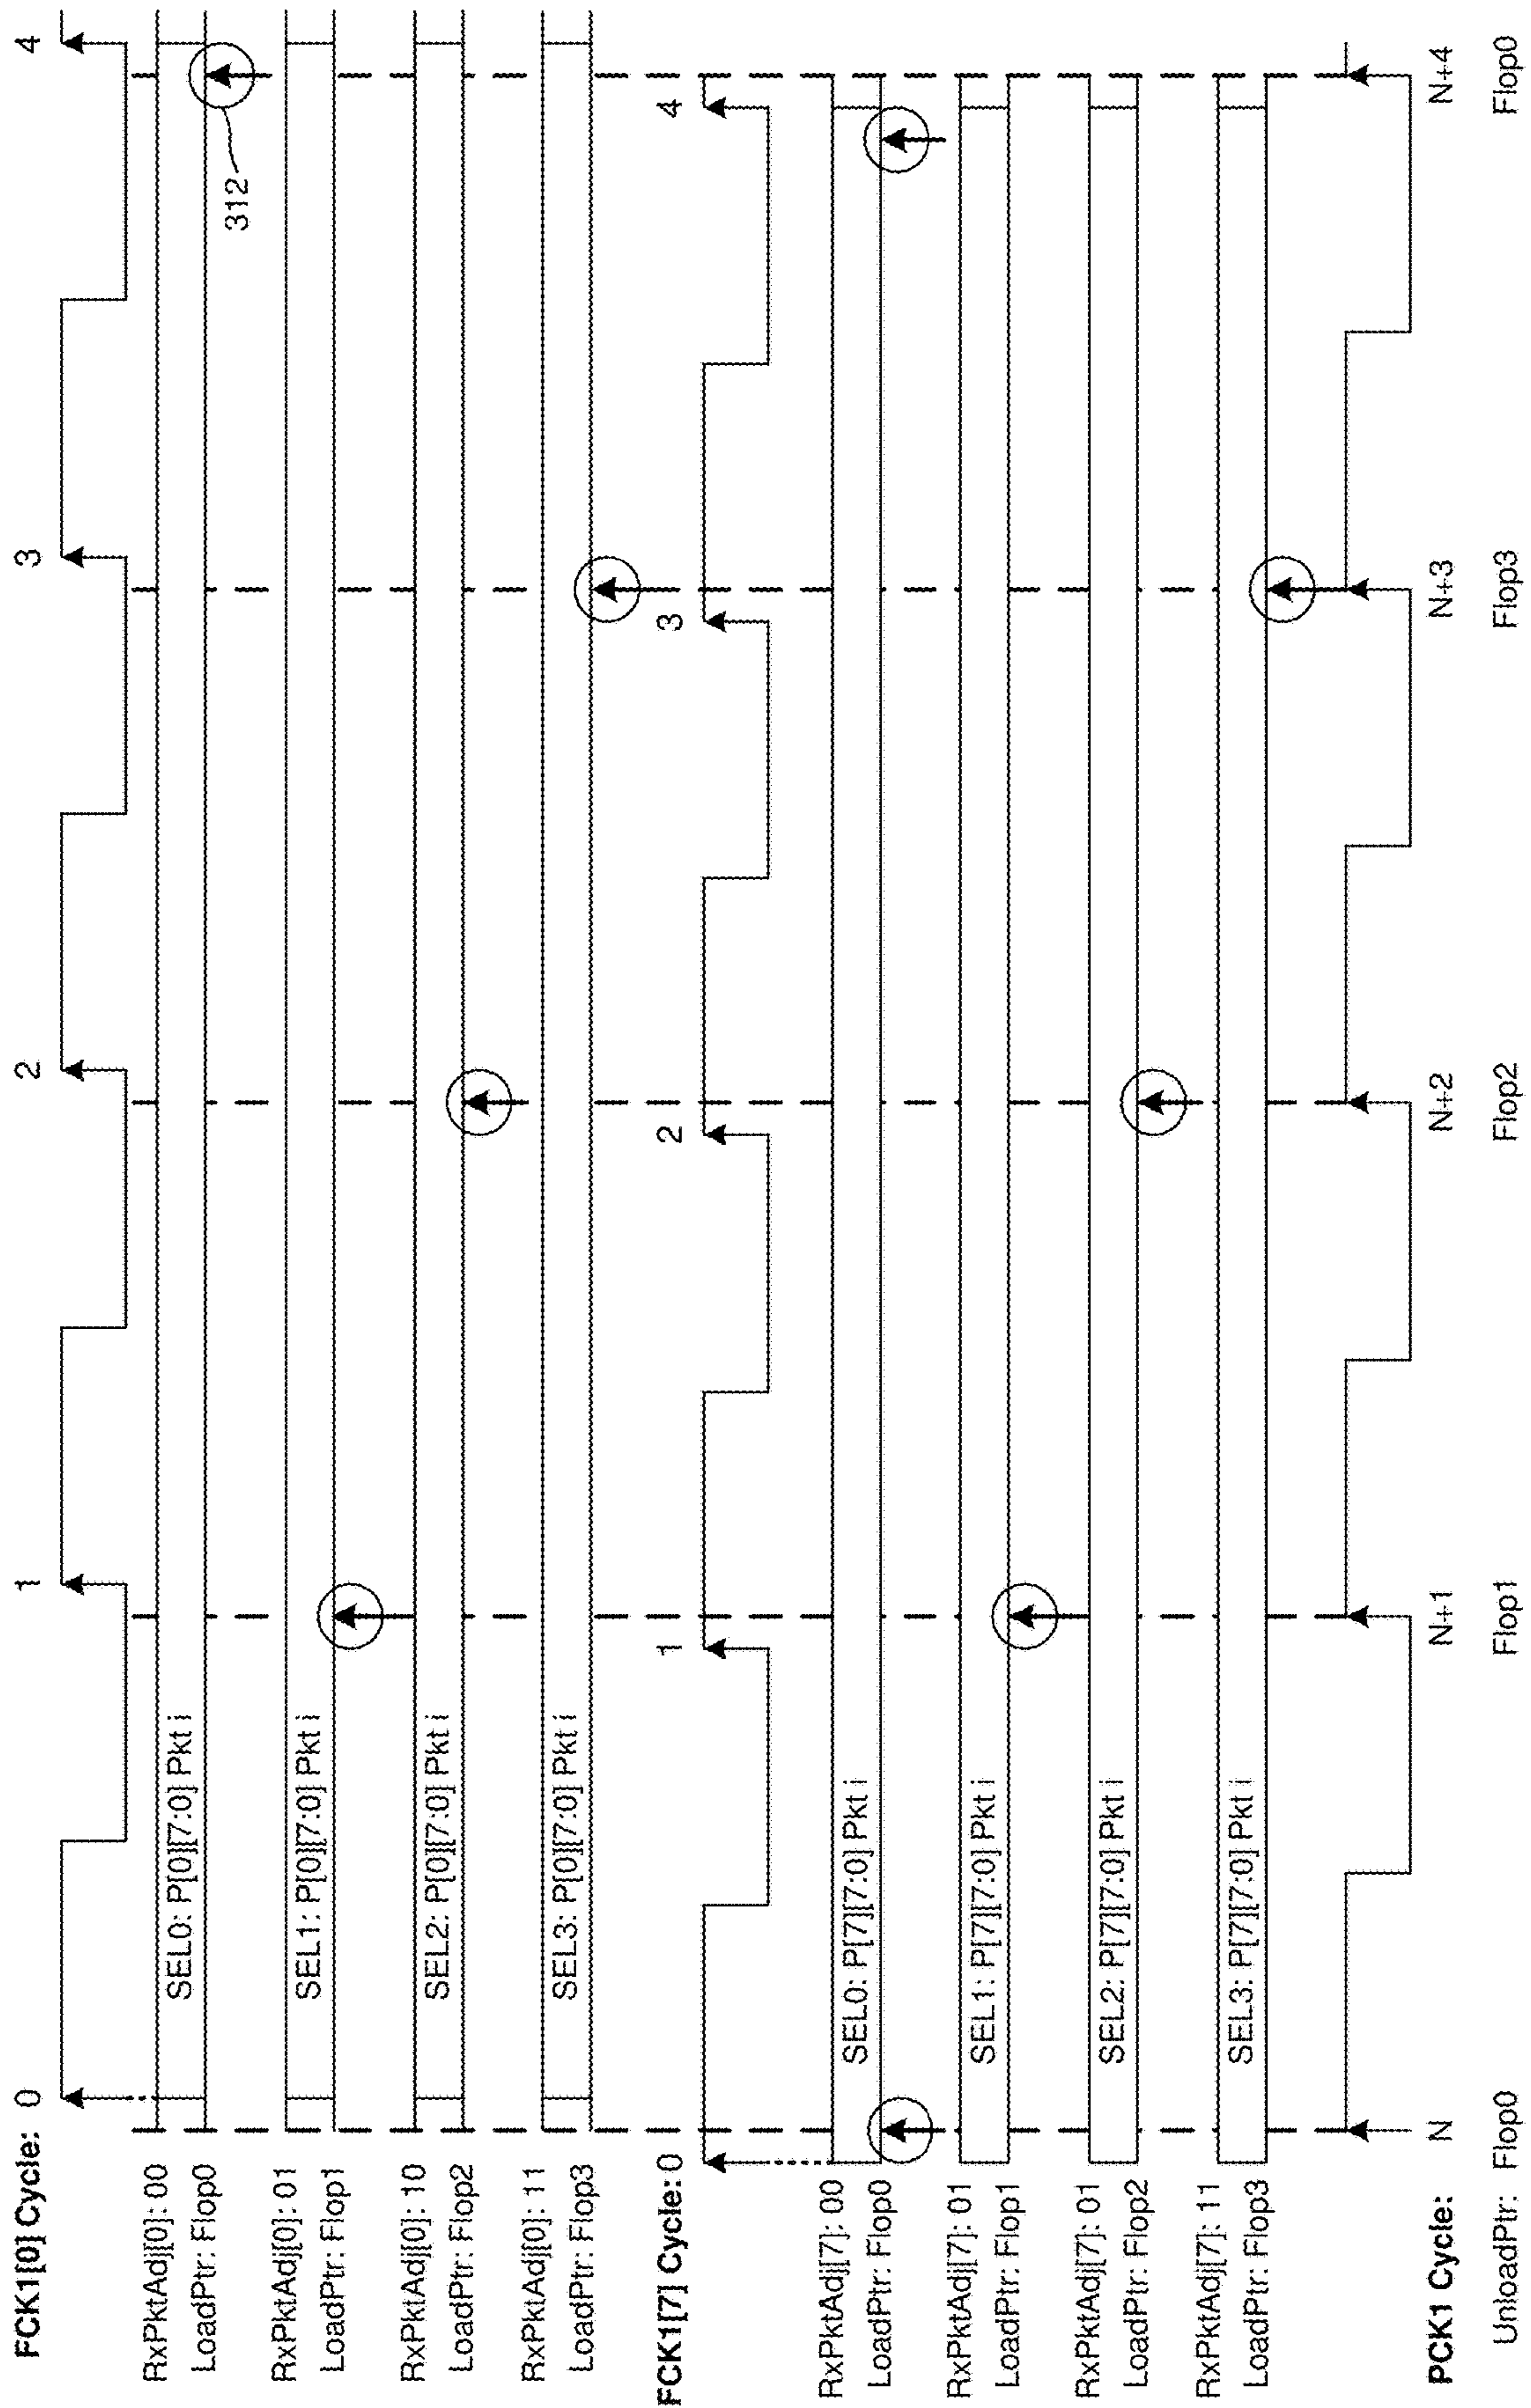 FCK1[0] Cycle: 0 1 2 3 4
RxPktAdj[0]: 00
LoadPtr: Flop0
SEL0: P[0][7:0] Pkt i
312
RxPktAdj[0]: 01
LoadPtr: Flop1
SEL1: P[0][7:0] Pkt i
RxPktAdj[0]: 10
LoadPtr: Flop2
SEL2: P[0][7:0] Pkt i
RxPktAdj[0]: 11
LoadPtr: Flop3
SEL3: P[0][7:0] Pkt i
FCK1[7] Cycle: 0 1 2 3 4
RxPktAdj[7]: 00
LoadPtr: Flop0
SEL0: P[7][7:0] Pkt i
RxPktAdj[7]: 01
LoadPtr: Flop1
SEL1: P[7][7:0] Pkt i
RxPktAdj[7]: 01
LoadPtr: Flop2
SEL2: P[7][7:0] Pkt i
RxPktAdj[7]: 11
LoadPtr: Flop3
SEL3: P[7][7:0] Pkt i
PCK1 Cycle: N N+1 N+2 N+3 N+4
UnloadPtr: Flop0 Flop1 Flop2 Flop3 Flop0